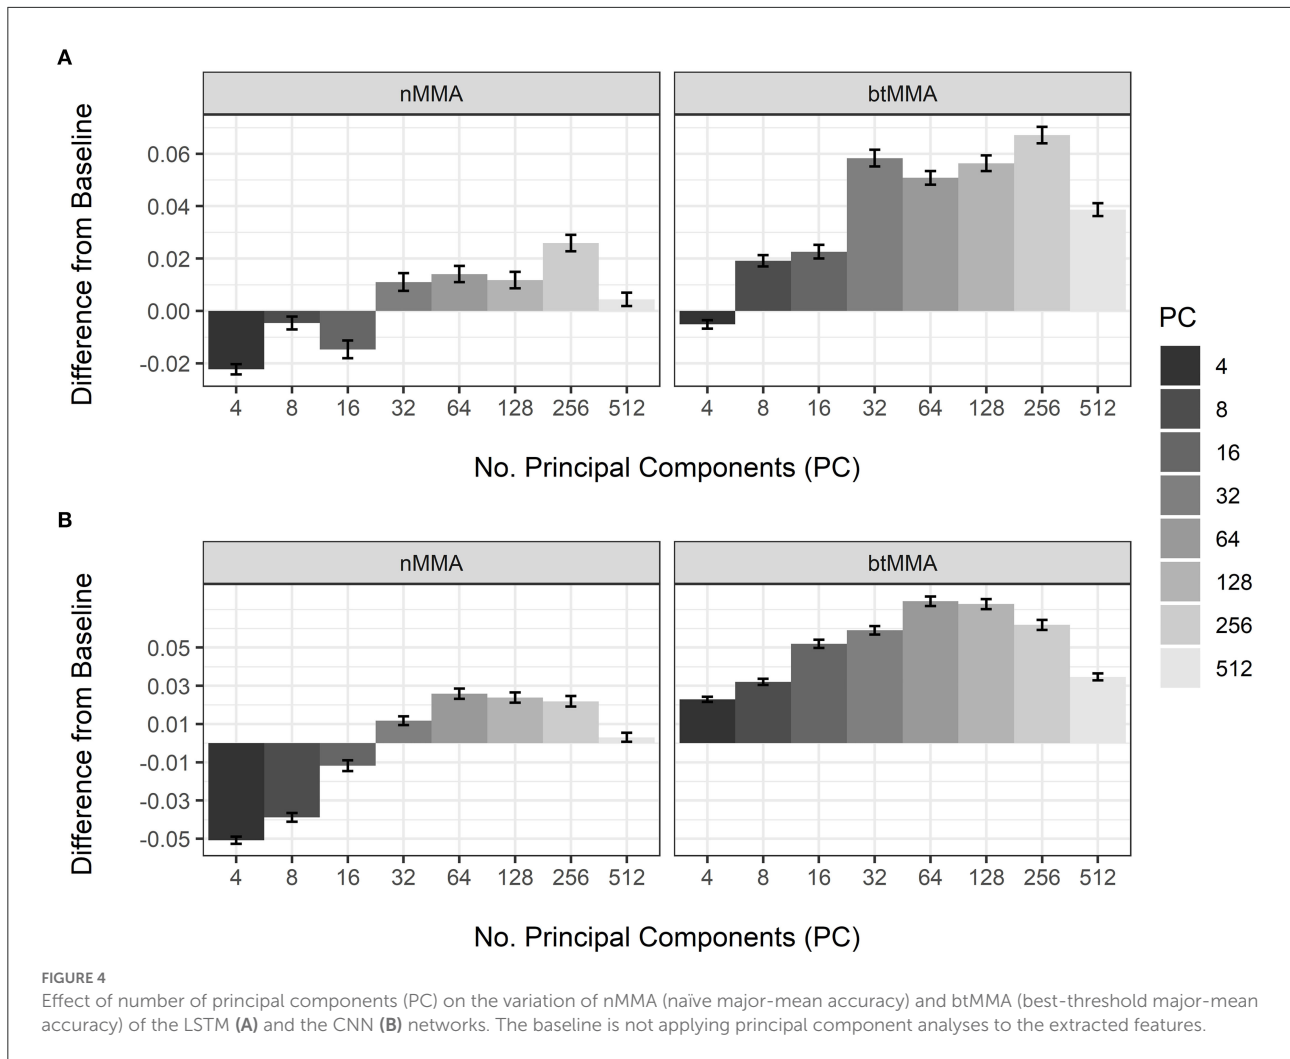 A
nMMA
btMMA
Difference from Baseline
0.06
0.04
0.02
0.00
-0.02
4 8 16 32 64 128 256 512
4 8 16 32 64 128 256 512
No. Principal Components (PC)
B
nMMA
btMMA
Difference from Baseline
0.05
0.03
0.01
-0.01
-0.03
-0.05
4 8 16 32 64 128 256 512
4 8 16 32 64 128 256 512
No. Principal Components (PC)
PC
4
8
16
32
64
128
256
512
FIGURE 4
Effect of number of principal components (PC) on the variation of nMMA (naïve major-mean accuracy) and btMMA (best-threshold major-mean
accuracy) of the LSTM (A) and the CNN (B) networks. The baseline is not applying principal component analyses to the extracted features.